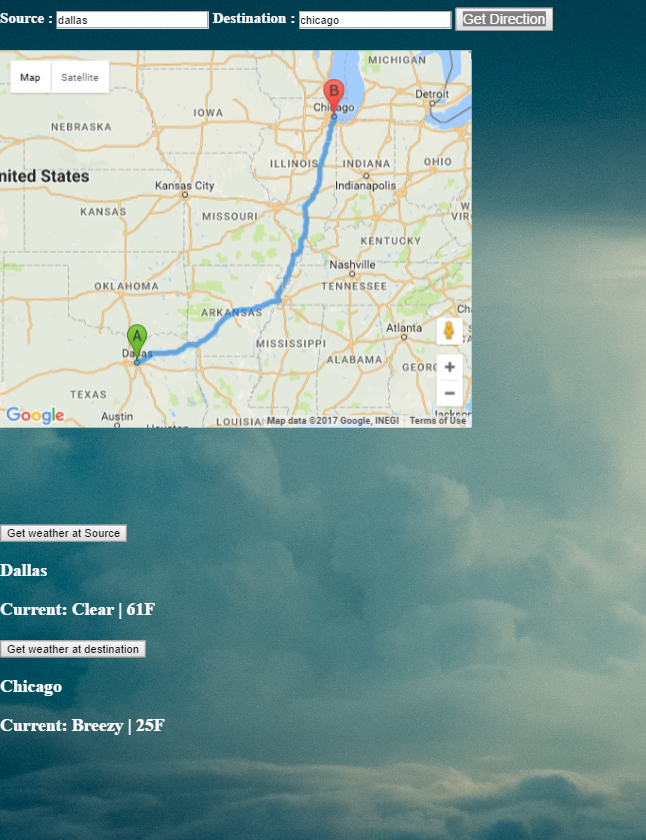 Source : dallas Destination : chicago Get Direction
Map Satellite
MICHIGAN
Detroit
Chicago
B
IOWA
NEBRASKA
ILLINOIS
INDIANA
OHIO
nited States
Kansas City
Indianapolis
KANSAS
MISSOURI
W
VIR
KENTUCKY
Nashville
TENNESSEE
OKLAHOMA
ARKANSAS
Atlanta
A
Dallas
MISSISSIPPI
ALABAMA
GEORG
TEXAS
Austin
LOUISIAN
Google
Map data ©2017 Google, INEGI Terms of Use
Get weather at Source
Dallas
Current: Clear | 61F
Get weather at destination
Chicago
Current: Breezy | 25F